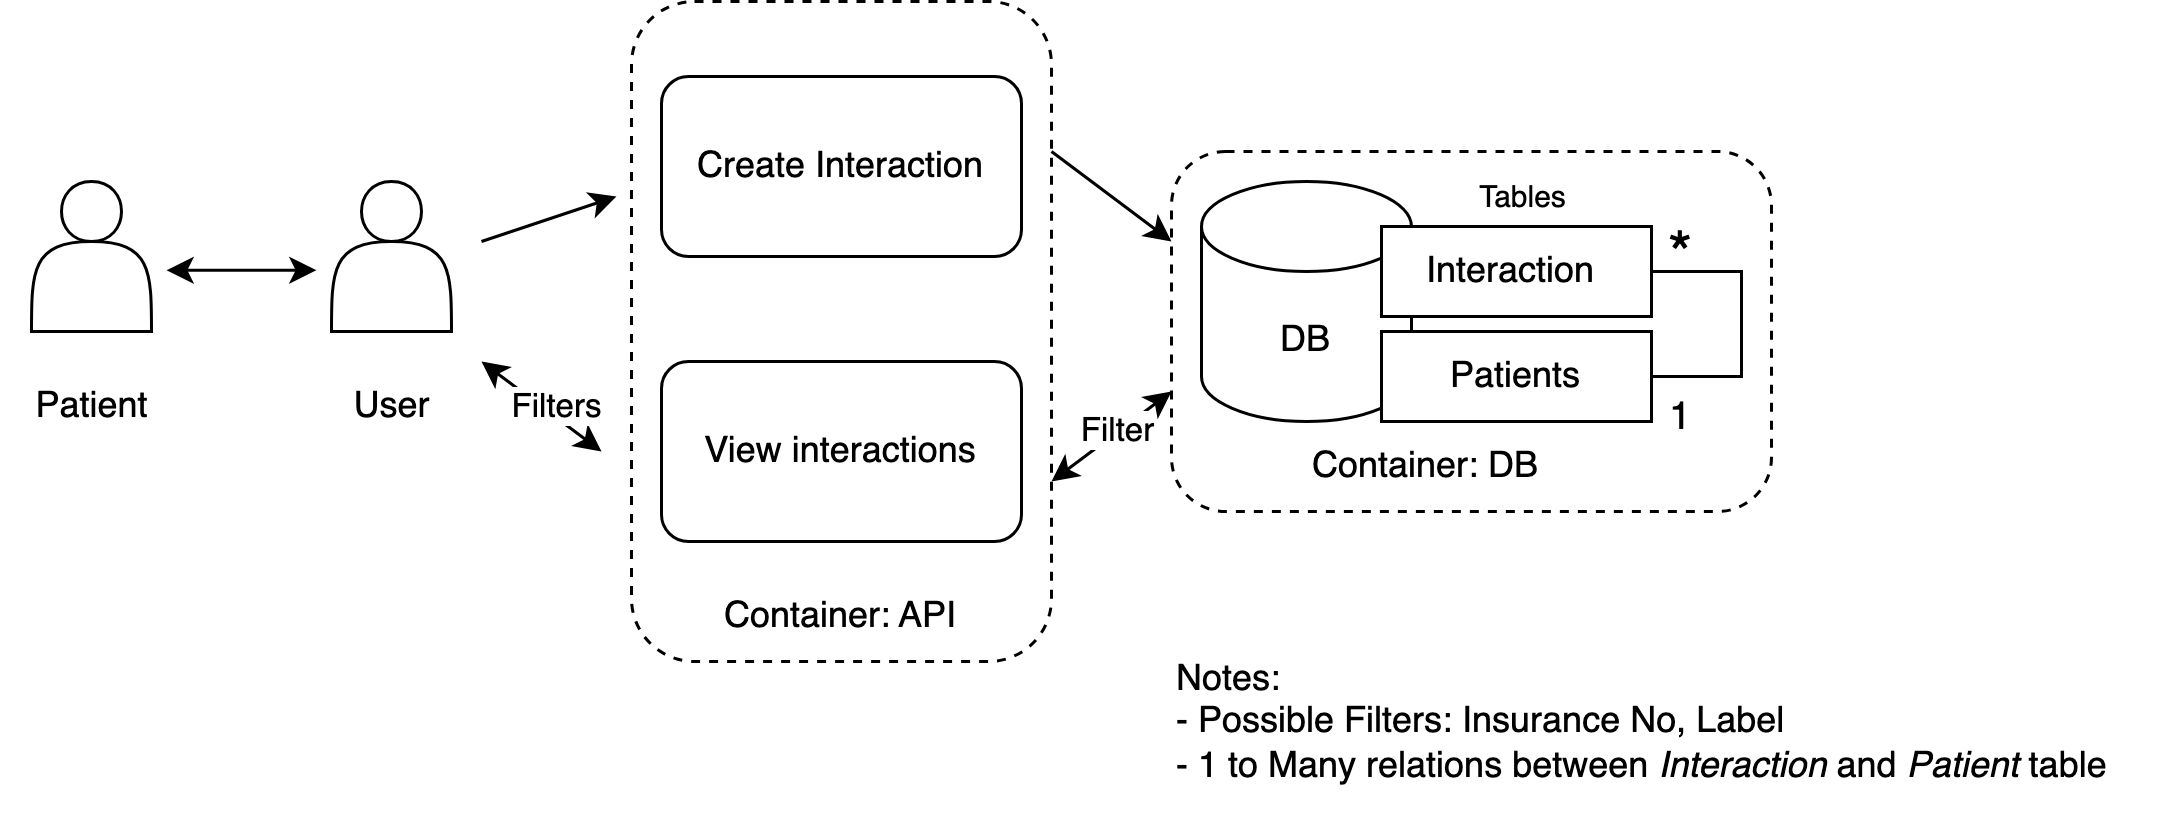 Patient
User
Filters
Create Interaction
View interactions
Container: API
Filter
Tables
Interaction
*
DB
Patients
1
Container: DB
Notes:
- Possible Filters: Insurance No, Label
- 1 to Many relations between Interaction and Patient table